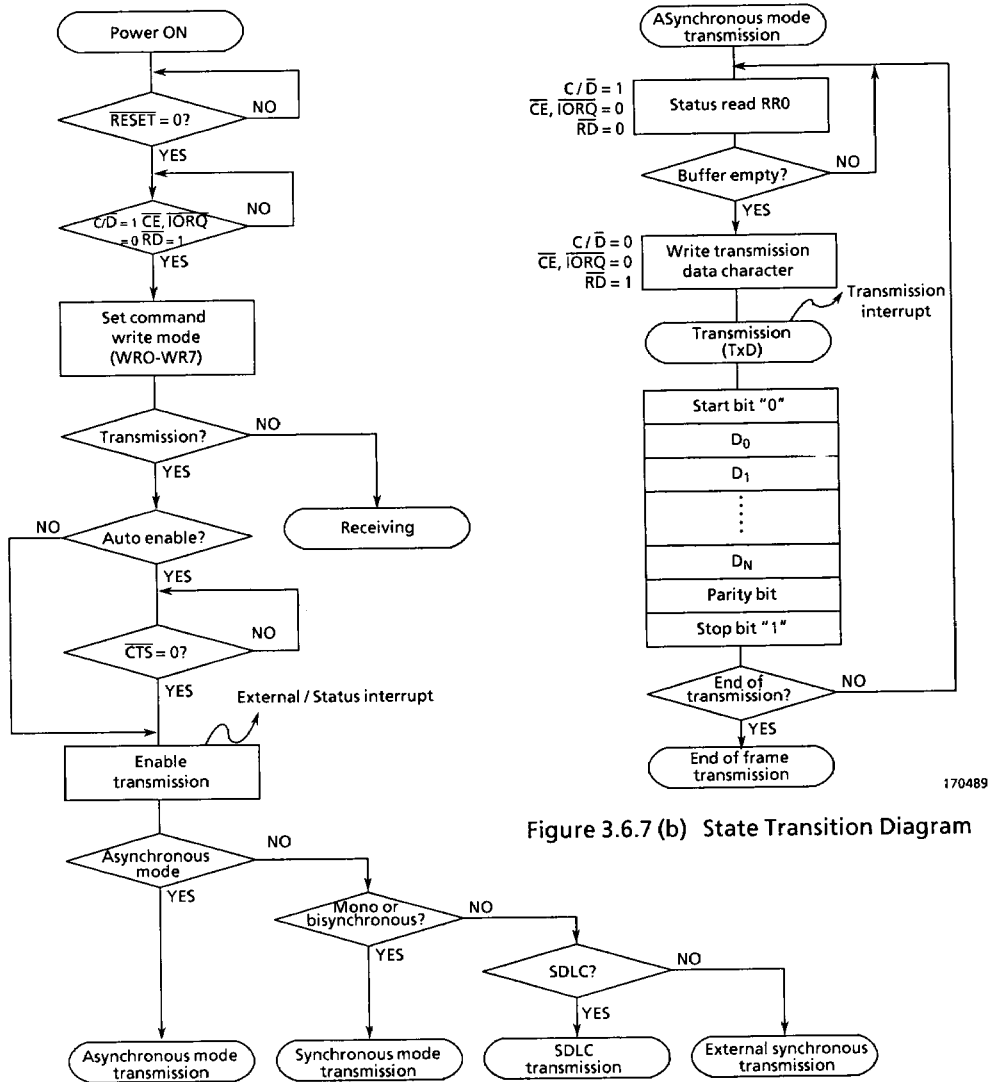 Power ON
RESET = 0?
NO
YES
C/D = 1 CE, IORQ
= 0 RD = 1
NO
YES
Set command
write mode
(WRO-WR7)
Transmission?
NO
YES
Receiving
NO
Auto enable?
YES
CTS = 0?
NO
YES
External / Status interrupt
Enable
transmission
Asynchronous
mode
NO
YES
Mono or
bisynchronous?
NO
YES
SDLC?
NO
YES
Asynchronous mode
transmission
Synchronous mode
transmission
SDLC
transmission
External synchronous
transmission
ASynchronous mode
transmission
C/D = 1
CE, IORQ = 0
RD = 0
Status read RR0
Buffer empty?
NO
YES
C / D = 0
CE, IORQ = 0
RD = 1
Write transmission
data character
Transmission
interrupt
Transmission
(TxD)
Start bit "0"
D0
D1
DN
Parity bit
Stop bit "1"
End of
transmission?
NO
YES
End of frame
transmission
170489
Figure 3.6.7 (b) State Transition Diagram